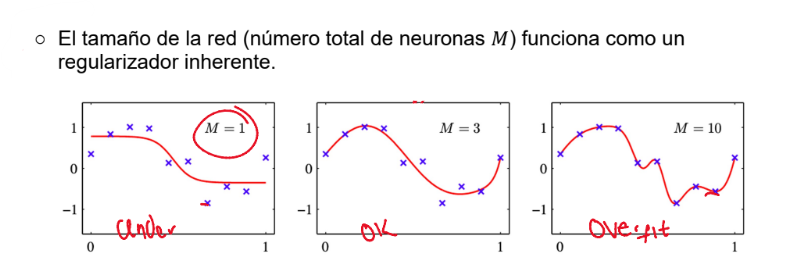 ○ El tamaño de la red (número total de neuronas M) funciona como un
regularizador inherente.
1
0
−1
0
1
M = 1
under
1
0
−1
0
1
M = 3
OK
1
0
−1
0
1
M = 10
Overfit